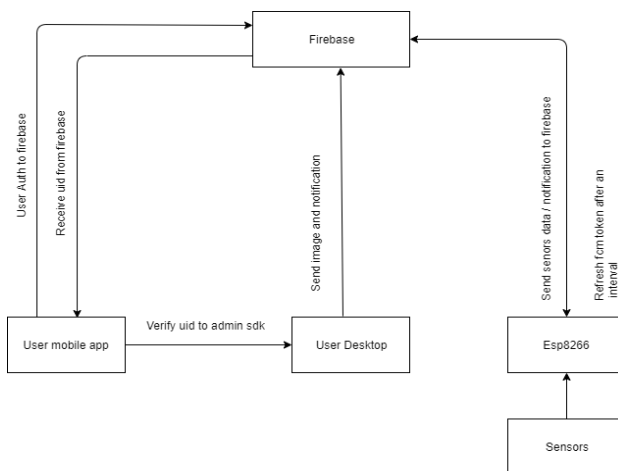 Firebase
User Auth to firebase
Receive uid from firebase
Send image and notification
Send senors data / notification to firebase
Refresh fcm token after an
interval
User mobile app
Verify uid to admin sdk
User Desktop
Esp8266
Sensors